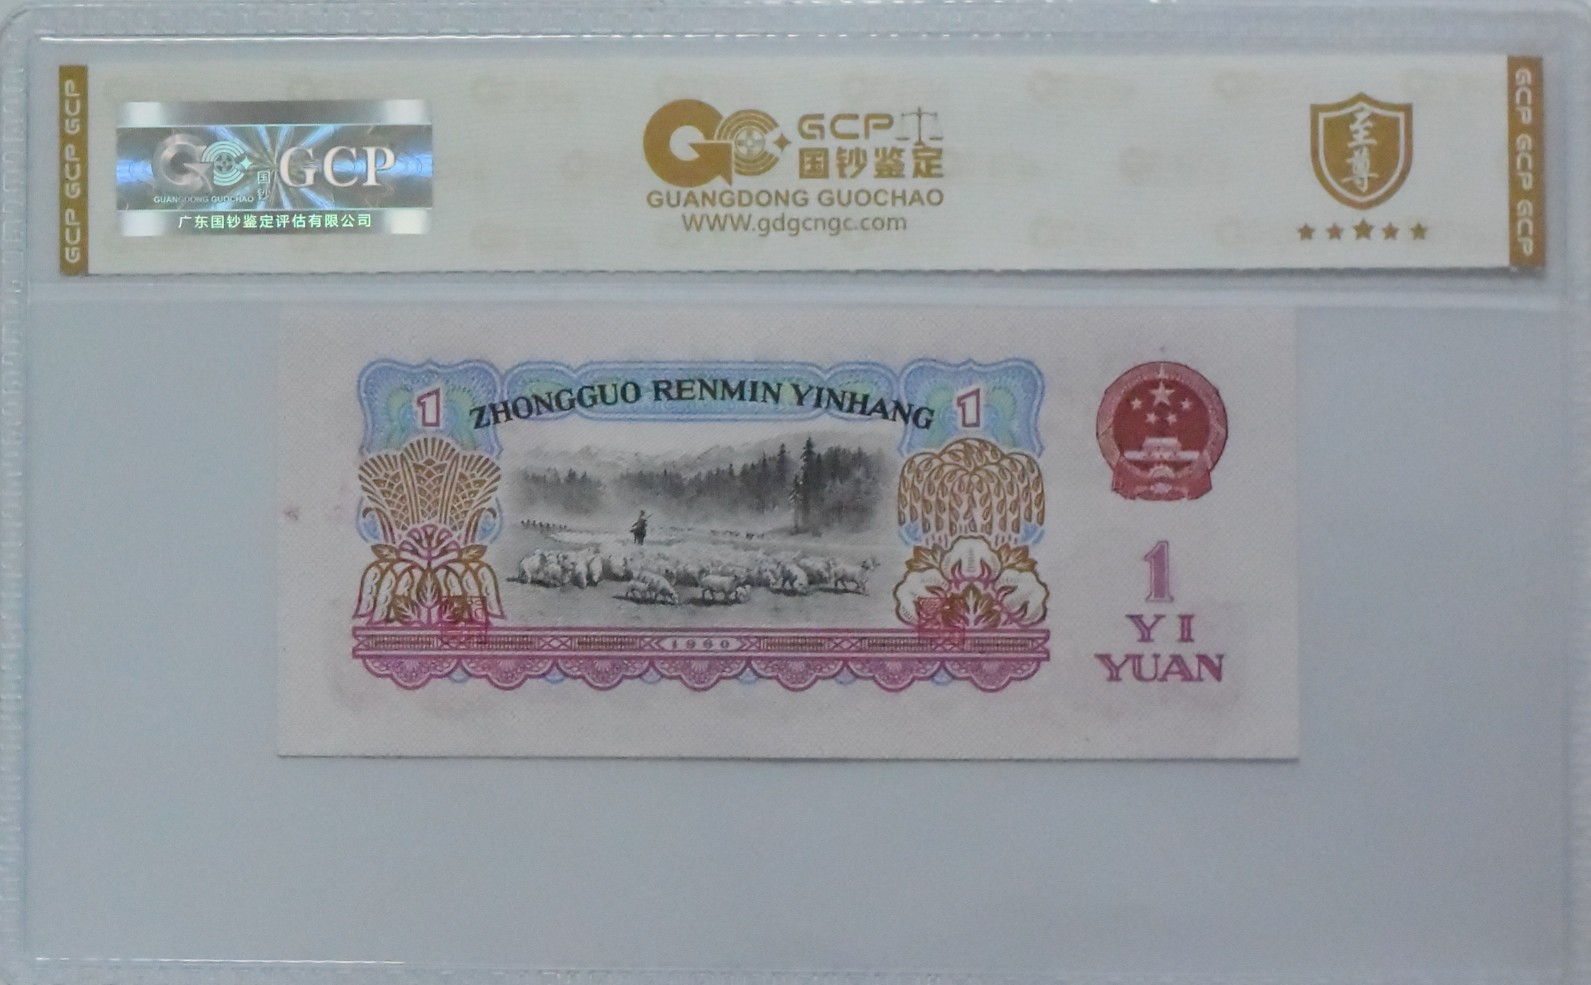 GCP GCP GCP
GCP
国钞
GUANGDONG GUOCHAO
广东国钞鉴定评估有限公司
GCP
国钞鉴定
GUANGDONG GUOCHAO
WWW.gdgcngc.com
至尊
GCP GCP GCP
1
ZHONGGUO RENMIN YINHANG
1
1960
1
YI
YUAN